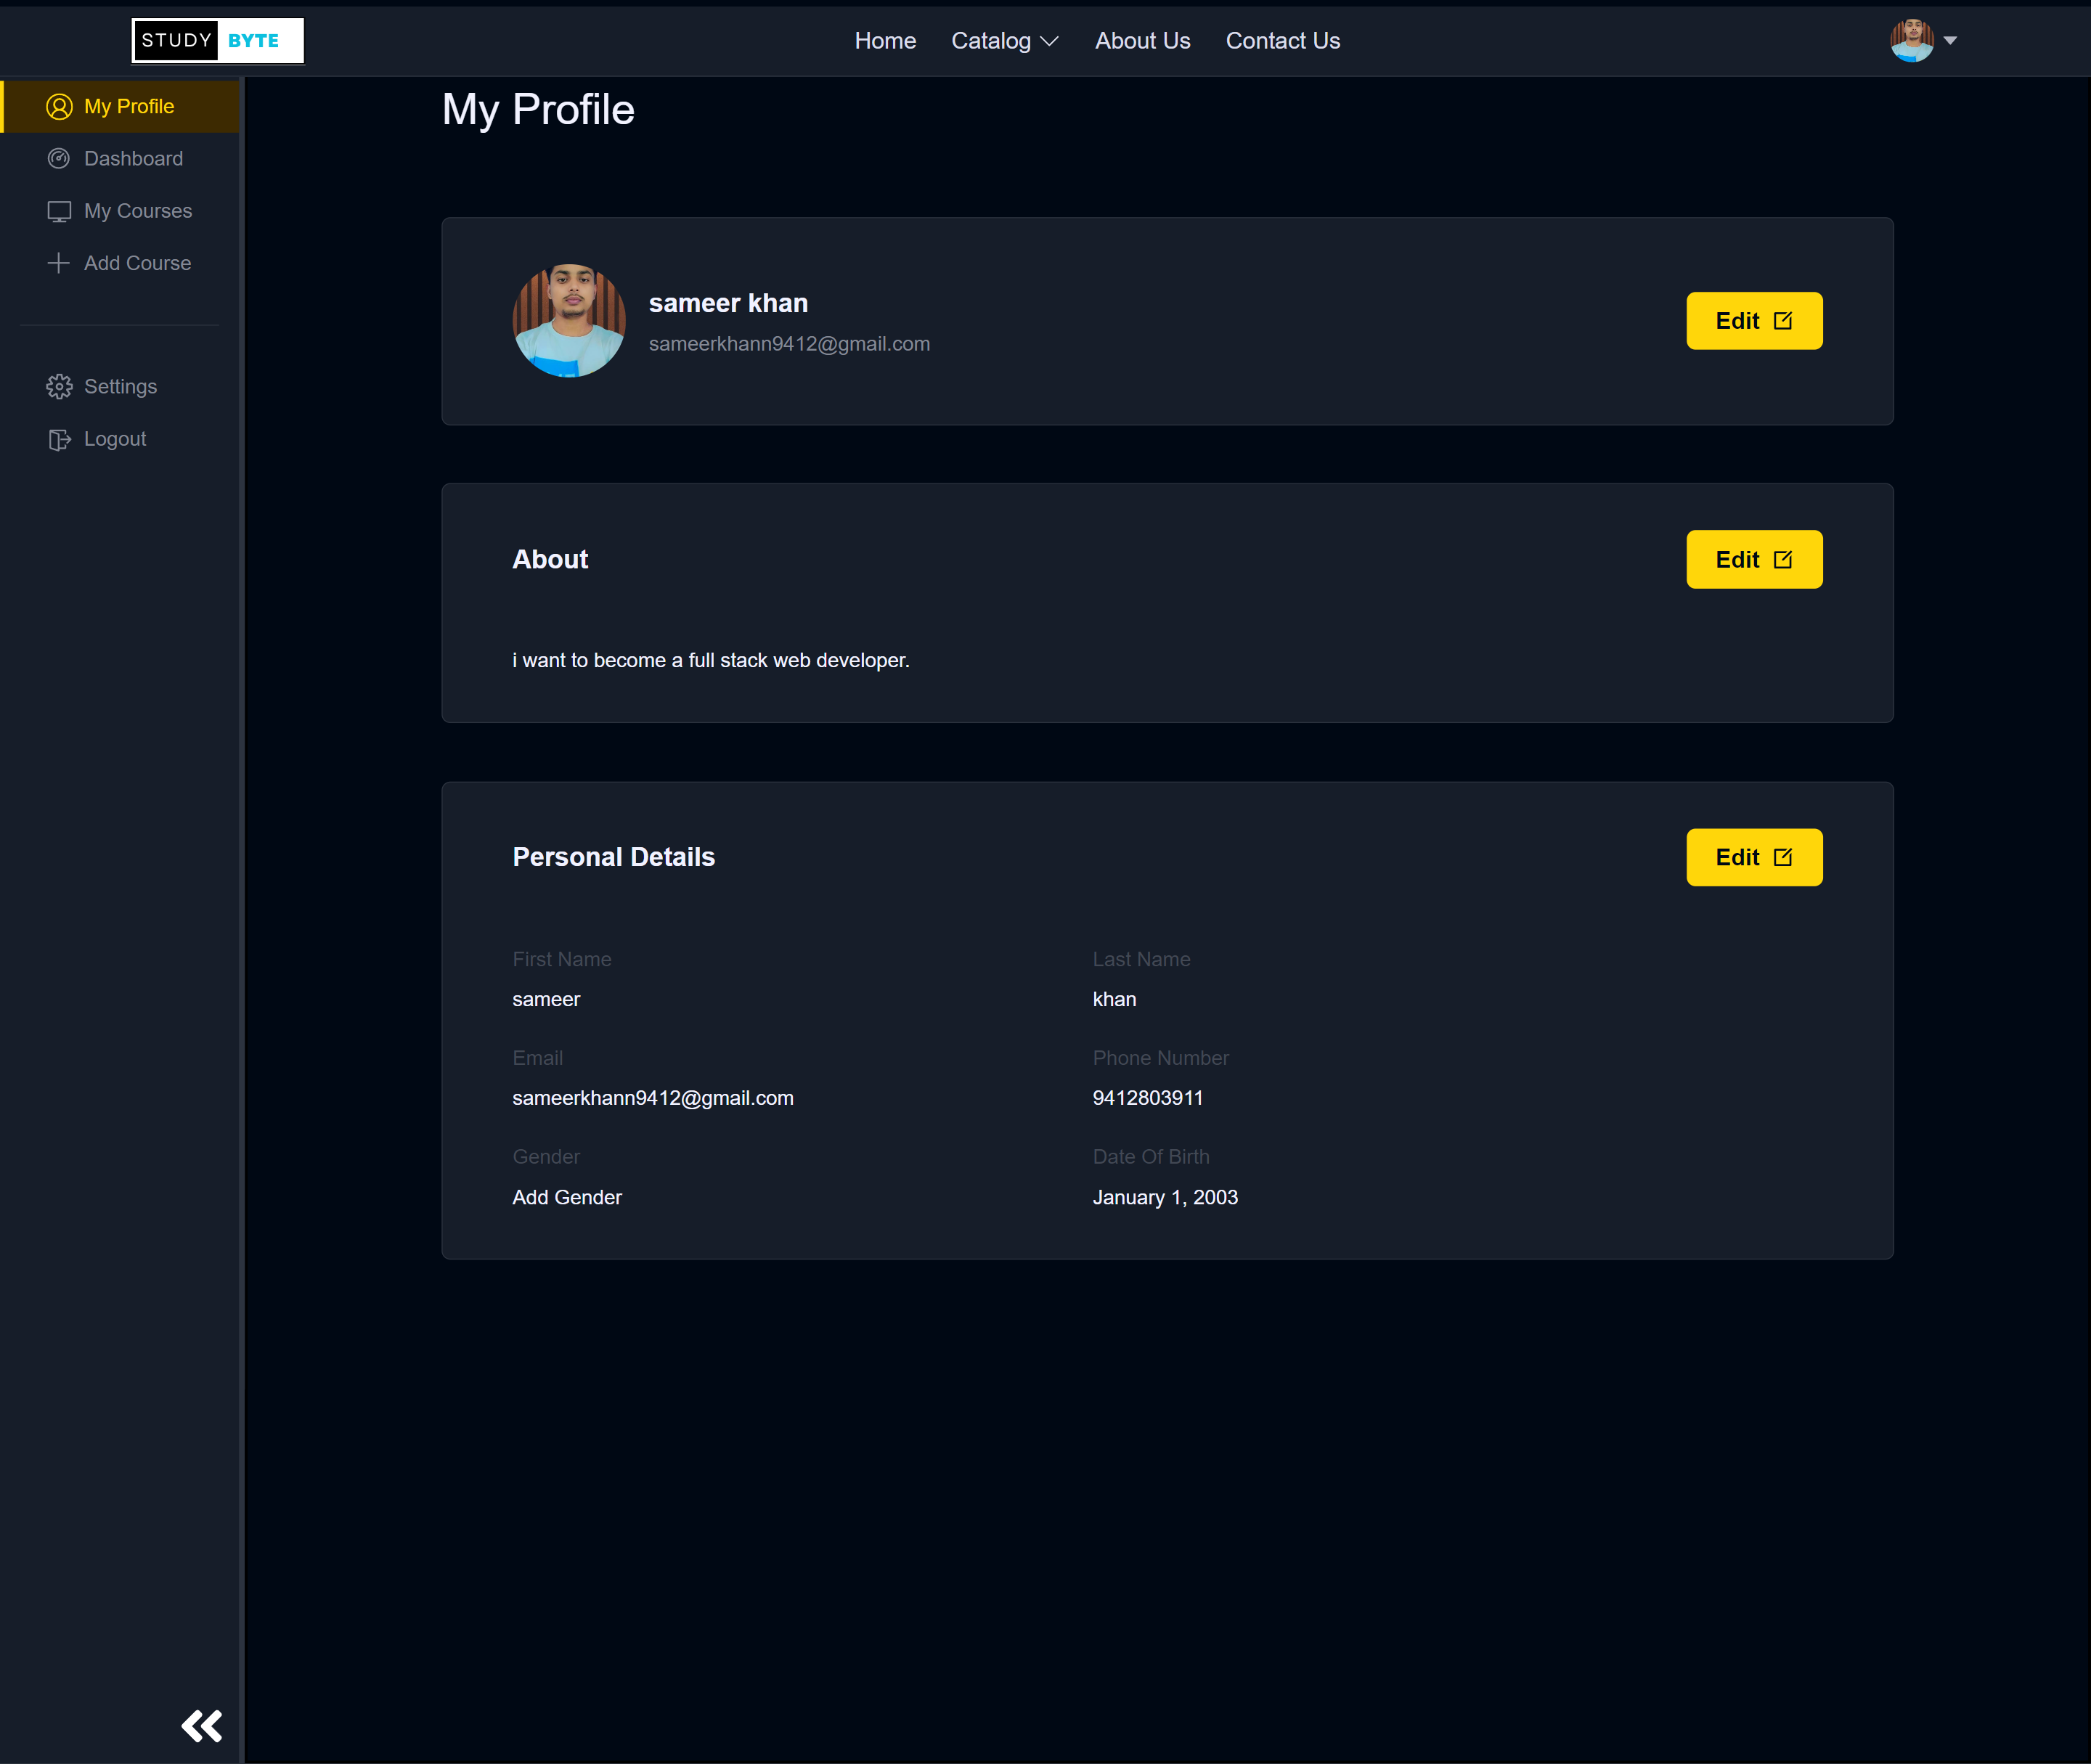 STUDY BYTE
Home Catalog About Us Contact Us
My Profile
Dashboard
My Courses
Add Course
Settings
Logout
My Profile
sameer khan
sameerkhann9412@gmail.com
Edit
About
Edit
i want to become a full stack web developer.
Personal Details
Edit
First Name
sameer
Last Name
khan
Email
sameerkhann9412@gmail.com
Phone Number
9412803911
Gender
Add Gender
Date Of Birth
January 1, 2003